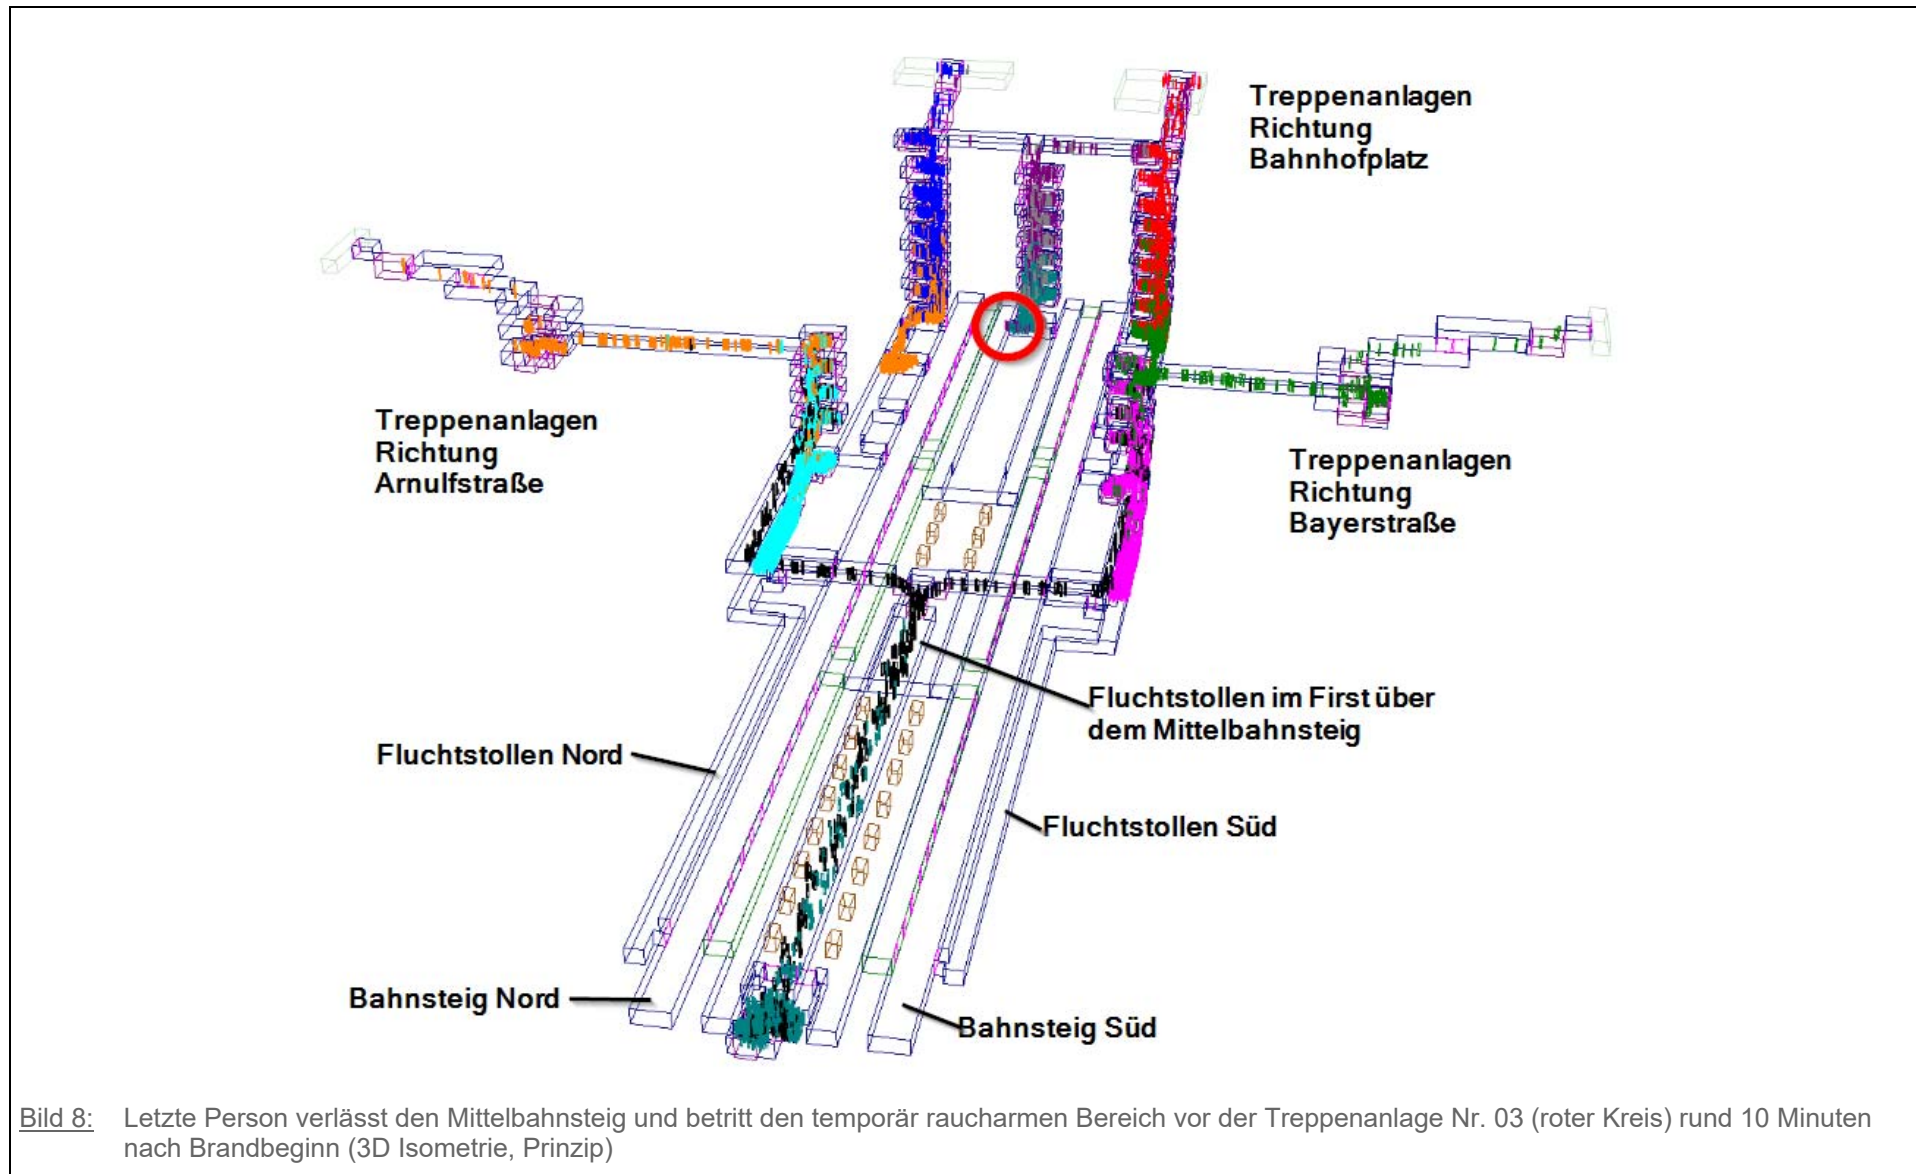 Treppenanlagen
Richtung
Bahnhofplatz
Treppenanlagen
Richtung
Arnulfstraße
Treppenanlagen
Richtung
Bayerstraße
Fluchtstollen im First über
dem Mittelbahnsteig
Fluchtstollen Nord
Fluchtstollen Süd
Bahnsteig Nord
Bahnsteig Süd
Bild 8: Letzte Person verlässt den Mittelbahnsteig und betritt den temporär raucharmen Bereich vor der Treppenanlage Nr. 03 (roter Kreis) rund 10 Minuten
nach Brandbeginn (3D Isometrie, Prinzip)